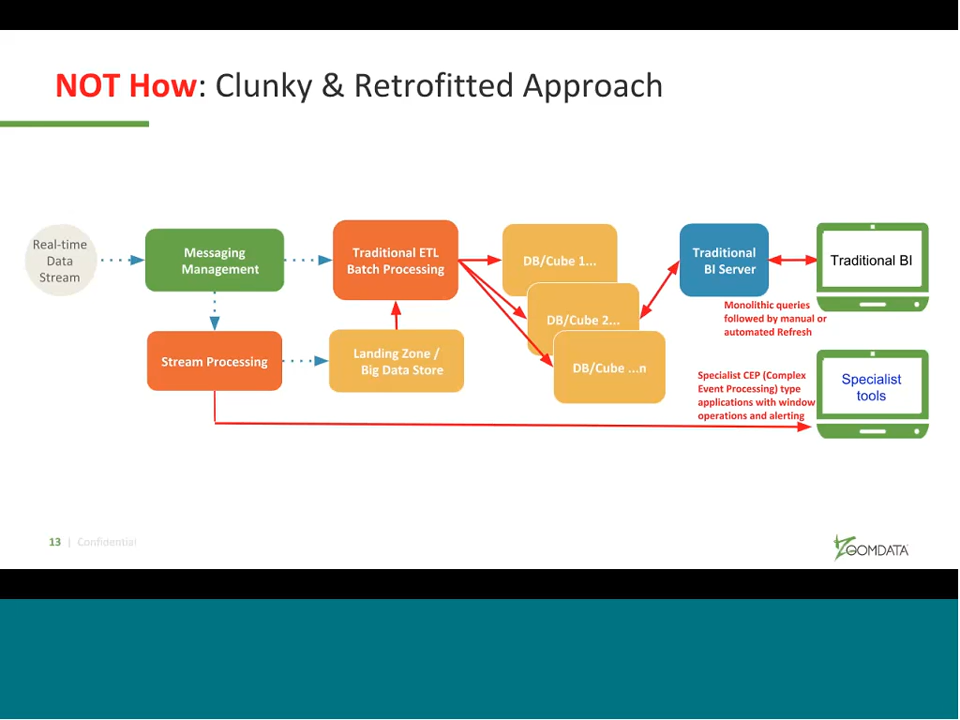 NOT How: Clunky & Retrofitted Approach
Real-time
Data
Stream
Messaging
Management
Traditional ETL
Batch Processing
DB/Cube 1...
DB/Cube 2...
DB/Cube ...n
Traditional
BI Server
Traditional BI
Monolithic queries
followed by manual or
automated Refresh
Stream Processing
Landing Zone /
Big Data Store
Specialist CEP (Complex
Event Processing) type
applications with window
operations and alerting
Specialist
tools
13 | Confidential
ZOOMDATA